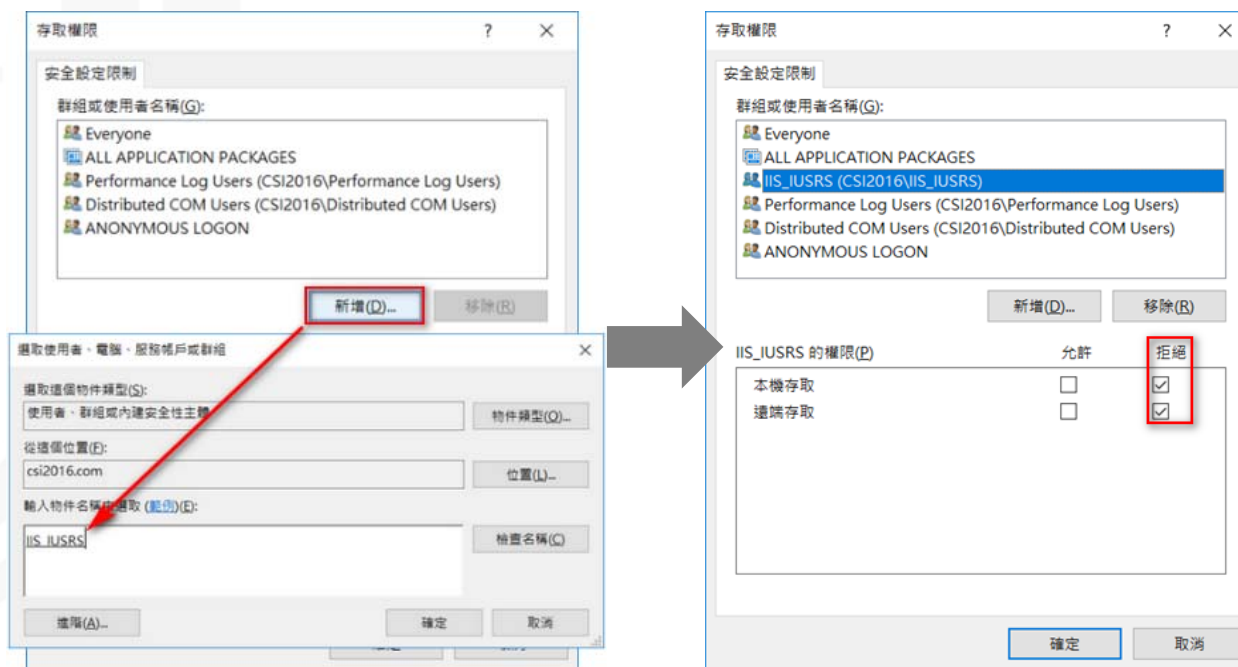 存取權限
?
安全設定限制
群組或使用者名稱(G):
Everyone
ALL APPLICATION PACKAGES
Performance Log Users (CSI2016\Performance Log Users)
Distributed COM Users (CSI2016\Distributed COM Users)
ANONYMOUS LOGON
新增(D)...
移除(R)
選取使用者、電腦、服務帳戶或群組
選取這個物件類型(S):
使用者、群組或內建安全性主體
物件類型(O)...
從這個位置(F):
csi2016.com
位置(L)...
輸入物件名稱來選取 (範例)(E):
IIS_IUSRS
檢查名稱(C)
進階(A)...
確定
取消
存取權限
?
安全設定限制
群組或使用者名稱(G):
Everyone
ALL APPLICATION PACKAGES
IIS_IUSRS (CSI2016\IIS_IUSRS)
Performance Log Users (CSI2016\Performance Log Users)
Distributed COM Users (CSI2016\Distributed COM Users)
ANONYMOUS LOGON
新增(D)...
移除(R)
IIS_IUSRS 的權限(P)
允許
拒絕
本機存取
遠端存取
確定
取消